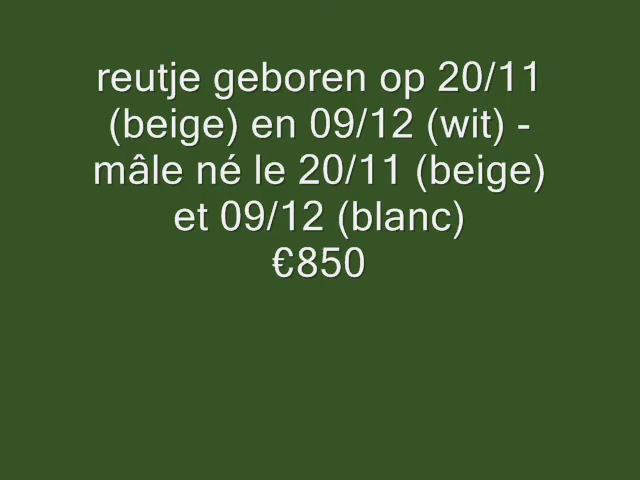 reutje geboren op 20/11
(beige) en 09/12 (wit) -
mâle né le 20/11 (beige)
et 09/12 (blanc)
€850